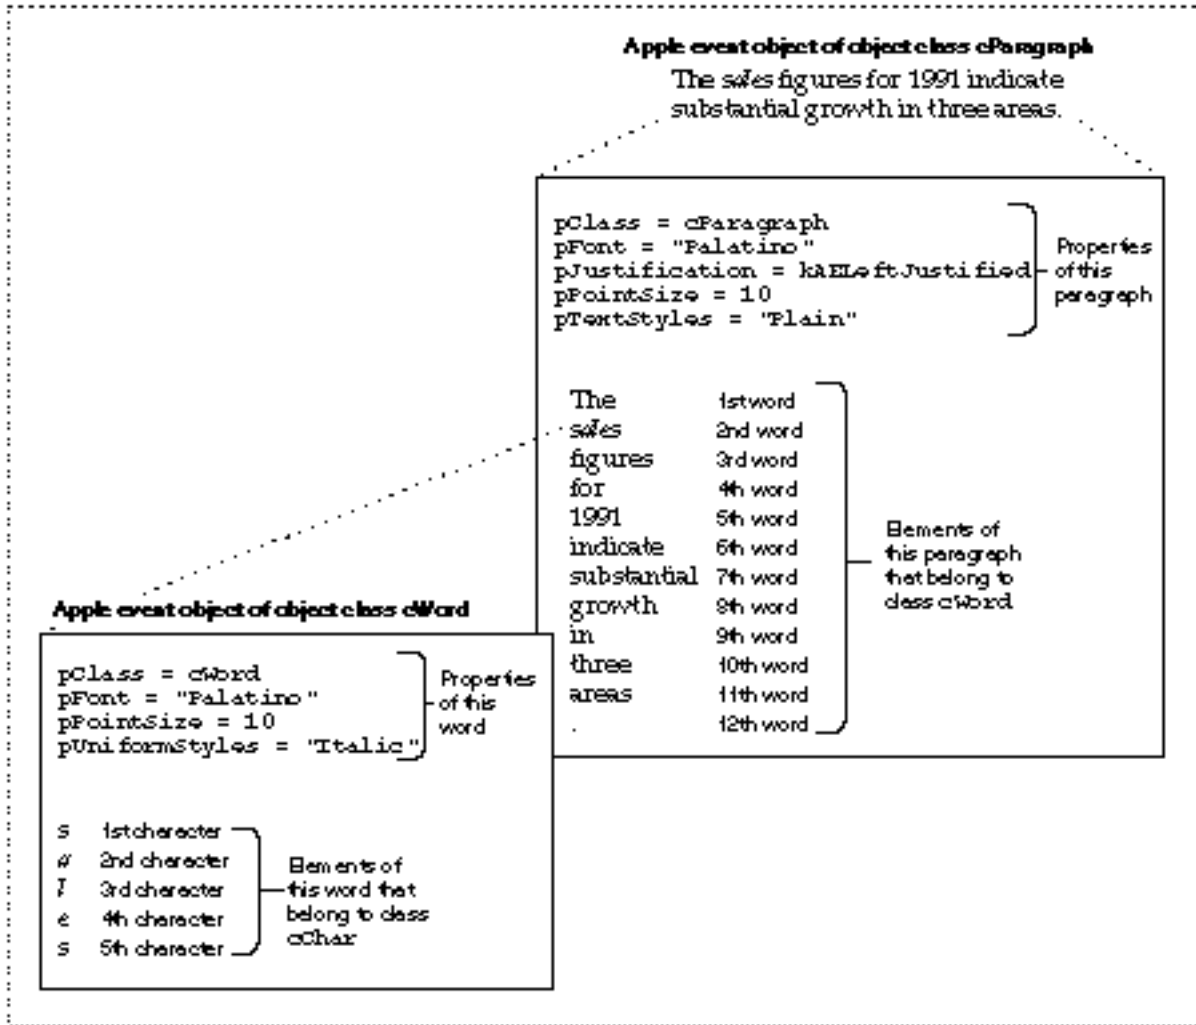 Apple event object of object class cParagraph
The sales figures for 1991 indicate
substantial growth in three areas.
pClass = cParagraph
pFont = "Palatino"
pJustification = kAELeftJustified
pPointSize = 10
pTextStyles = "Plain"
Properties
of this
paragraph
The 1st word
sales 2nd word
figures 3rd word
for 4th word
1991 5th word
indicate 6th word
substantial 7th word
growth 8th word
in 9th word
three 10th word
areas 11th word
. 12th word
Elements of
this paragraph
that belong to
class cWord
Apple event object of object class cWord
pClass = cWord
pFont = "Palatino"
pPointSize = 10
pUniformStyles = "Italic"
Properties
of this
word
s 1st character
a 2nd character
l 3rd character
e 4th character
s 5th character
Elements of
this word that
belong to class
cChar